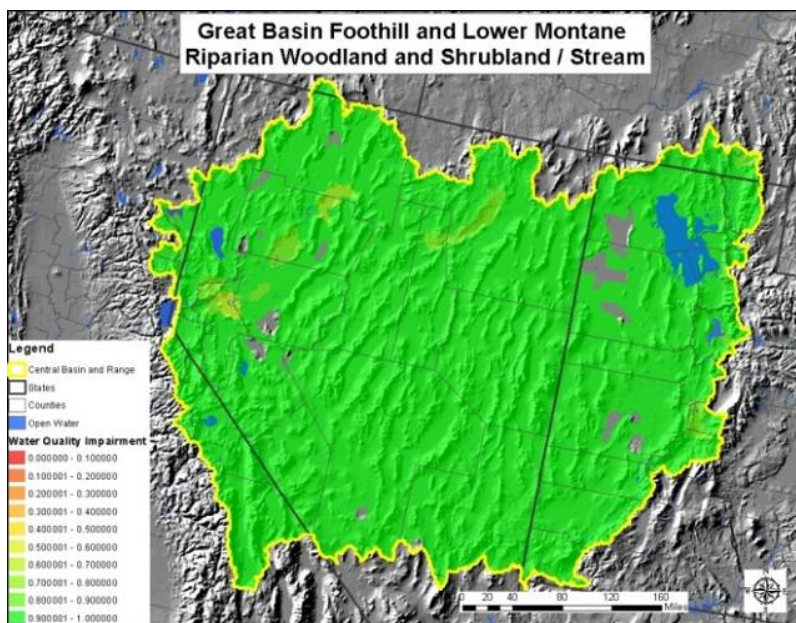 Great Basin Foothill and Lower Montane
Riparian Woodland and Shrubland / Stream
Legend
Central Basin and Range
States
Counties
Open Water
Water Quality Impairment
0.000000 - 0.100000
0.100001 - 0.200000
0.200001 - 0.300000
0.300001 - 0.400000
0.400001 - 0.500000
0.500001 - 0.600000
0.600001 - 0.700000
0.700001 - 0.800000
0.800001 - 0.900000
0.900001 - 1.000000
0 20 40 80 120 160
Miles